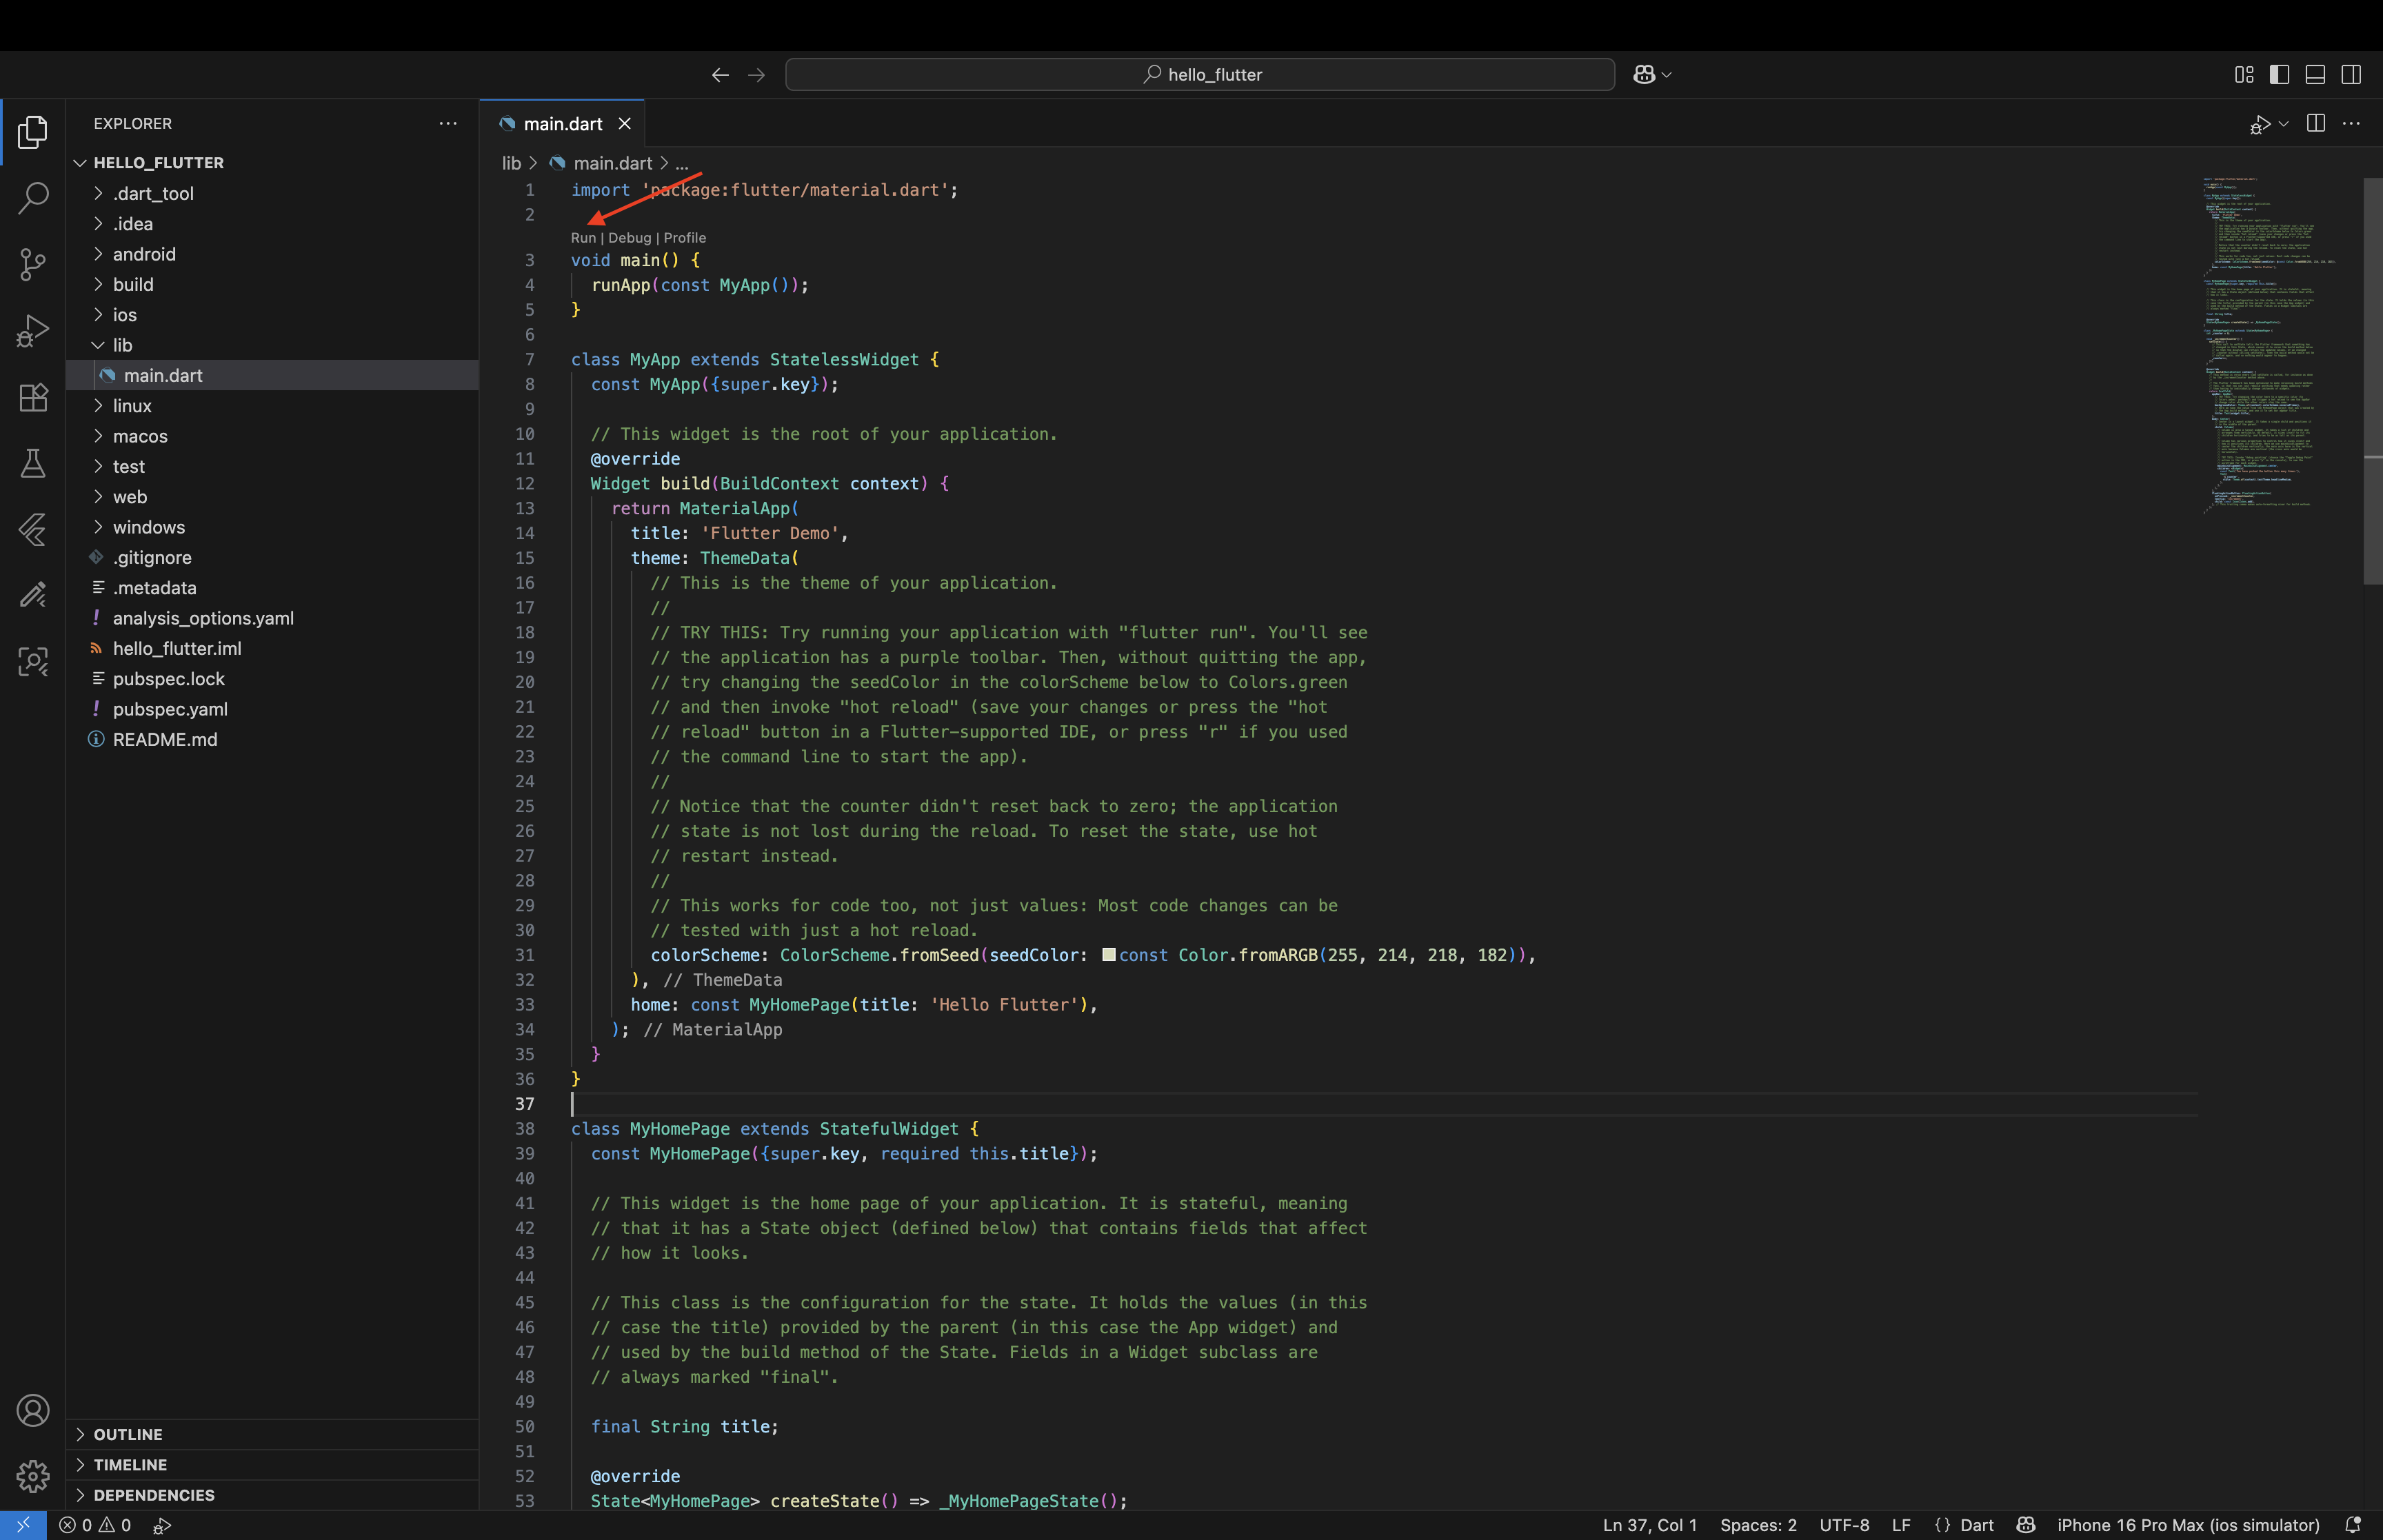 hello_flutter
EXPLORER
HELLO_FLUTTER
.dart_tool
.idea
android
build
ios
lib
main.dart
linux
macos
test
web
windows
.gitignore
.metadata
analysis_options.yaml
hello_flutter.iml
pubspec.lock
pubspec.yaml
README.md
OUTLINE
TIMELINE
DEPENDENCIES
main.dart
lib > main.dart > ...
1 import 'package:flutter/material.dart';
2
Run | Debug | Profile
3 void main() {
4 runApp(const MyApp());
5 }
6
7 class MyApp extends StatelessWidget {
8 const MyApp({super.key});
9
10 // This widget is the root of your application.
11 @override
12 Widget build(BuildContext context) {
13 return MaterialApp(
14 title: 'Flutter Demo',
15 theme: ThemeData(
16 // This is the theme of your application.
17 //
18 // TRY THIS: Try running your application with "flutter run". You'll see
19 // the application has a purple toolbar. Then, without quitting the app,
20 // try changing the seedColor in the colorScheme below to Colors.green
21 // and then invoke "hot reload" (save your changes or press the "hot
22 // reload" button in a Flutter-supported IDE, or press "r" if you used
23 // the command line to start the app).
24 //
25 // Notice that the counter didn't reset back to zero; the application
26 // state is not lost during the reload. To reset the state, use hot
27 // restart instead.
28 //
29 // This works for code too, not just values: Most code changes can be
30 // tested with just a hot reload.
31 colorScheme: ColorScheme.fromSeed(seedColor: const Color.fromARGB(255, 214, 218, 182)),
32 ), // ThemeData
33 home: const MyHomePage(title: 'Hello Flutter'),
34 ); // MaterialApp
35 }
36 }
37
38 class MyHomePage extends StatefulWidget {
39 const MyHomePage({super.key, required this.title});
40
41 // This widget is the home page of your application. It is stateful, meaning
42 // that it has a State object (defined below) that contains fields that affect
43 // how it looks.
44
45 // This class is the configuration for the state. It holds the values (in this
46 // case the title) provided by the parent (in this case the App widget) and
47 // used by the build method of the State. Fields in a Widget subclass are
48 // always marked "final".
49
50 final String title;
51
52 @override
53 State<MyHomePage> createState() => _MyHomePageState();
0 0
Ln 37, Col 1 Spaces: 2 UTF-8 LF {} Dart iPhone 16 Pro Max (ios simulator)